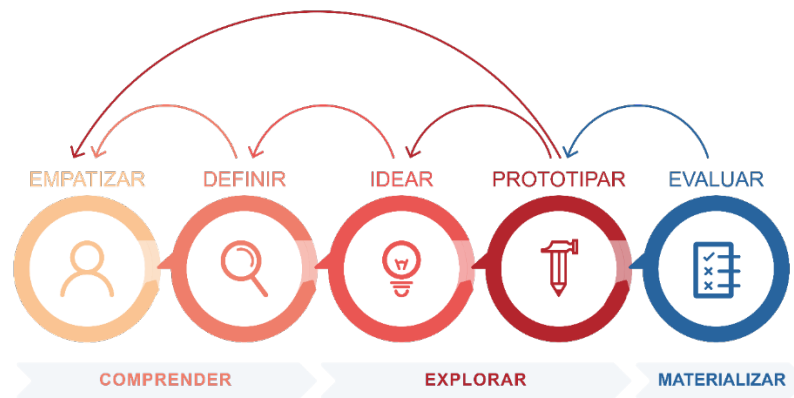 EMPATIZAR
DEFINIR
IDEAR
PROTOTIPAR
EVALUAR
COMPRENDER
EXPLORAR
MATERIALIZAR